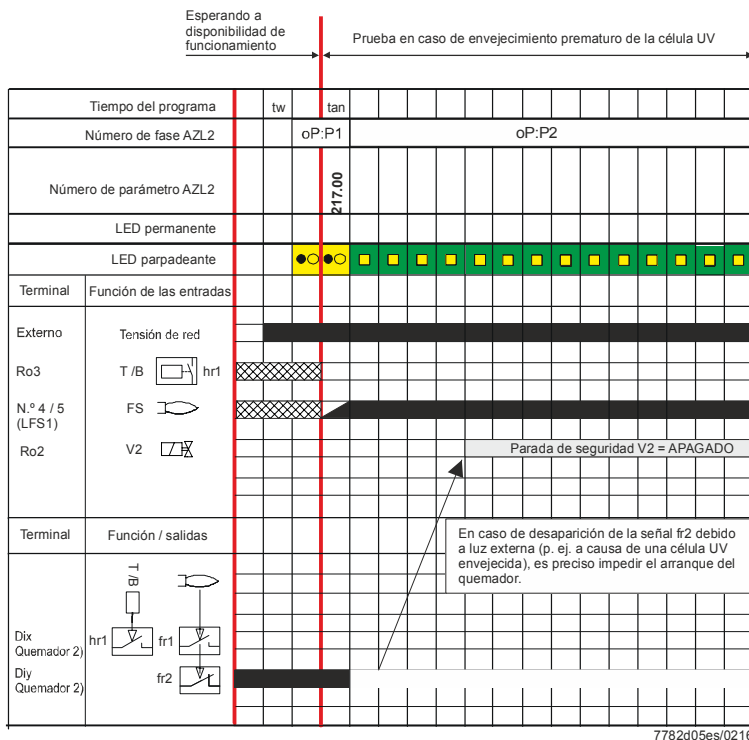 Esperando a
disponibilidad de
funcionamiento
Prueba en caso de envejecimiento prematuro de la célula UV
Tiempo del programa
tw
tan
Número de fase AZL2
oP:P1
oP:P2
Número de parámetro AZL2
217.00
LED permanente
LED parpadeante
Terminal
Función de las entradas
Externo
Tensión de red
Ro3
T /B
hr1
N.º 4 / 5
(LFS1)
FS
Ro2
V2
Parada de seguridad V2 = APAGADO
Terminal
Función / salidas
En caso de desaparición de la señal fr2 debido
a luz externa (p. ej. a causa de una célula UV
envejecida), es preciso impedir el arranque del
quemador.
T /B
Dix
Quemador 2)
hr1
fr1
Diy
Quemador 2)
fr2
7782d05es/0216